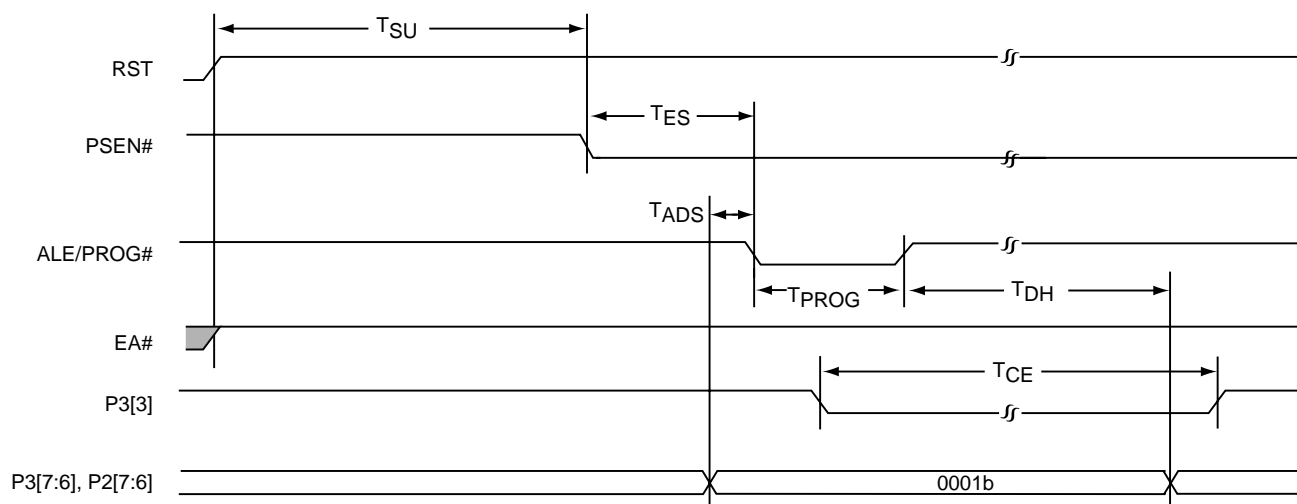 TSU
RST
TES
PSEN#
TADS
ALE/PROG#
TPROG
TDH
EA#
TCE
P3[3]
P3[7:6], P2[7:6]
0001b